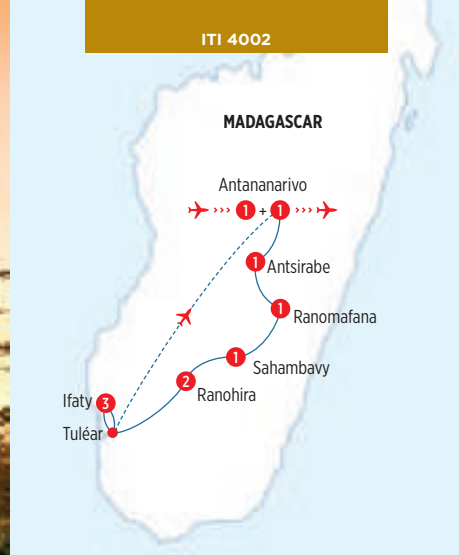 ITI 4002
MADAGASCAR
Antananarivo
1 + 1
1 Antsirabe
1 Ranomafana
1 Sahambavy
2 Ranohira
Ifaty 3
Tuléar